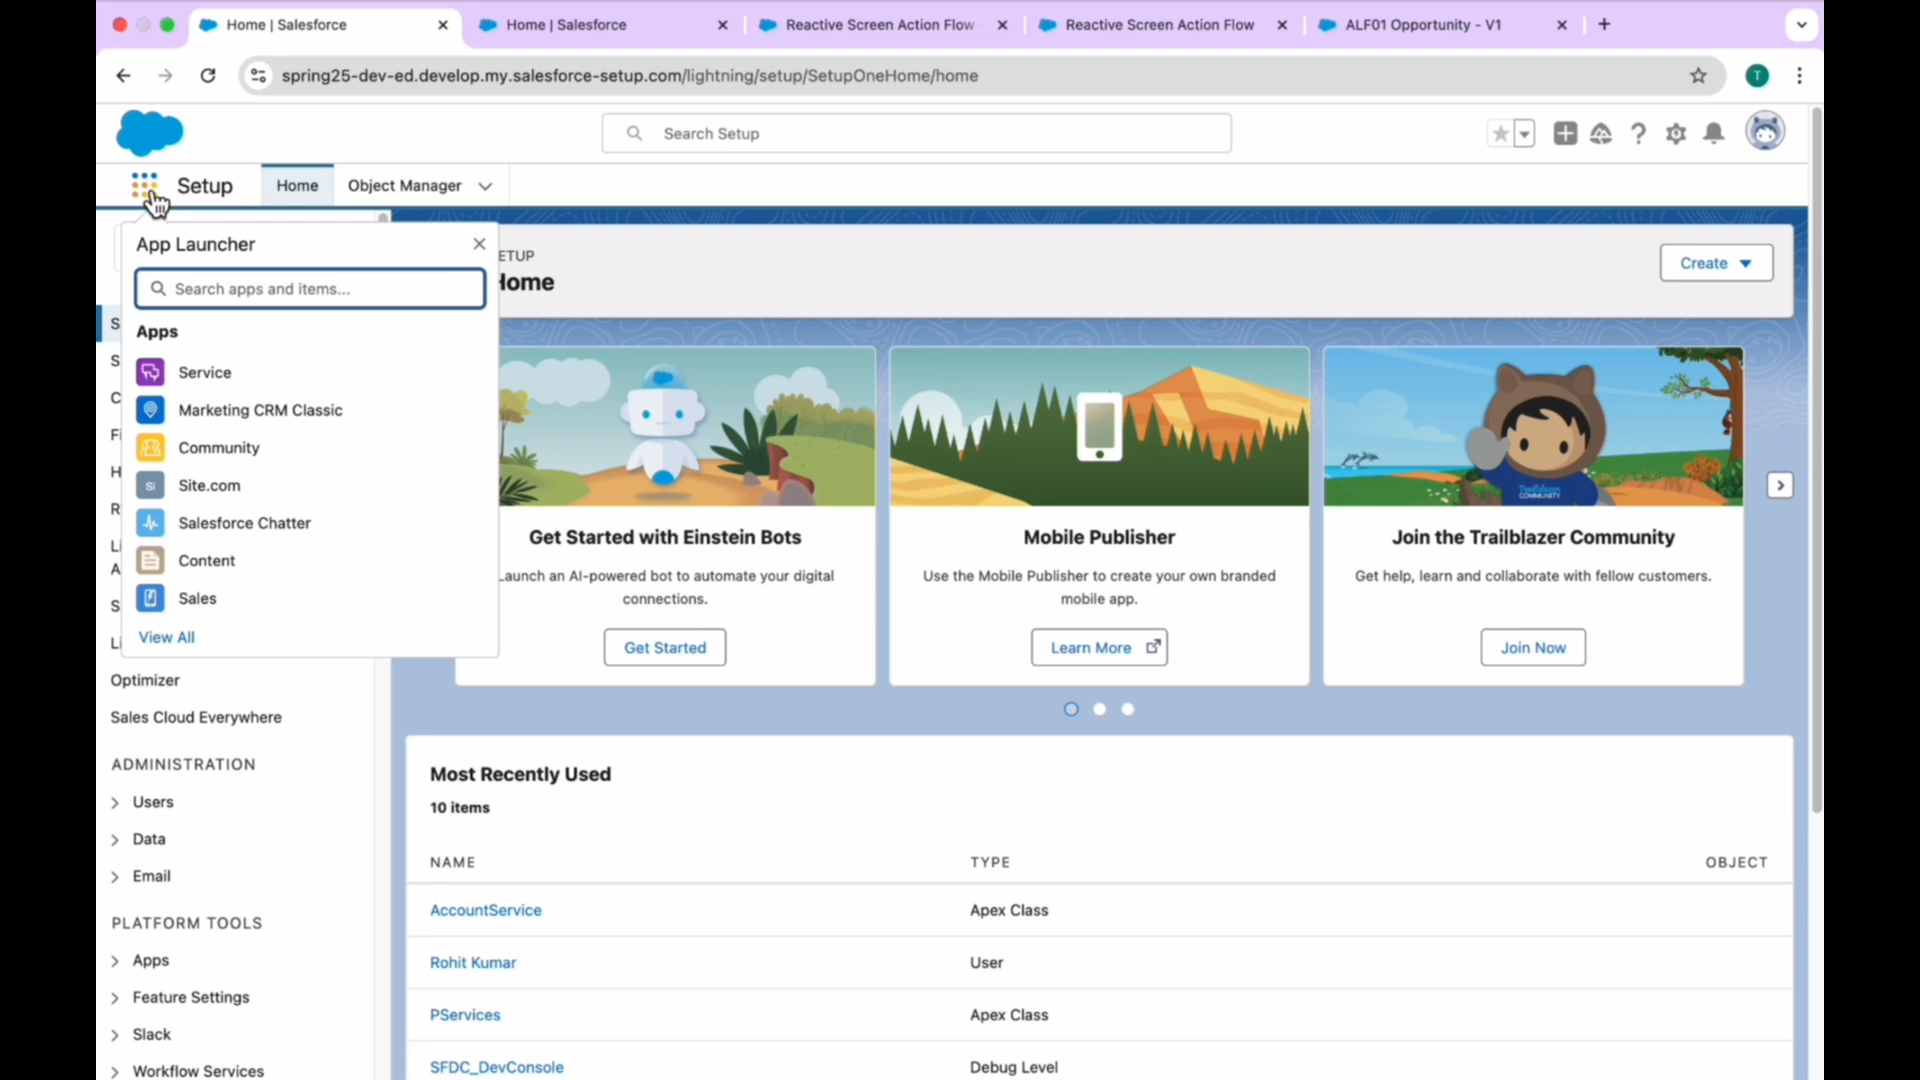 Home | Salesforce
Home | Salesforce
Reactive Screen Action Flow
Reactive Screen Action Flow
ALF01 Opportunity - V1
spring25-dev-ed.develop.my.salesforce-setup.com/lightning/setup/SetupOneHome/home
T
Search Setup
Setup
Home
Object Manager
App Launcher
Search apps and items...
Apps
Service
Marketing CRM Classic
Community
Si
Site.com
Salesforce Chatter
Content
Sales
View All
S
S
C
Fi
H
R
Li
A
S
Li
Optimizer
Sales Cloud Everywhere
ADMINISTRATION
Users
Data
Email
PLATFORM TOOLS
Apps
Feature Settings
Slack
Workflow Services
ETUP
Home
Create
Get Started with Einstein Bots
Launch an AI-powered bot to automate your digital
connections.
Get Started
Mobile Publisher
Use the Mobile Publisher to create your own branded
mobile app.
Learn More
Trailblazer
COMMUNITY
Join the Trailblazer Community
Get help, learn and collaborate with fellow customers.
Join Now
Most Recently Used
10 items
NAME TYPE OBJECT
AccountService Apex Class
Rohit Kumar User
PServices Apex Class
SFDC_DevConsole Debug Level